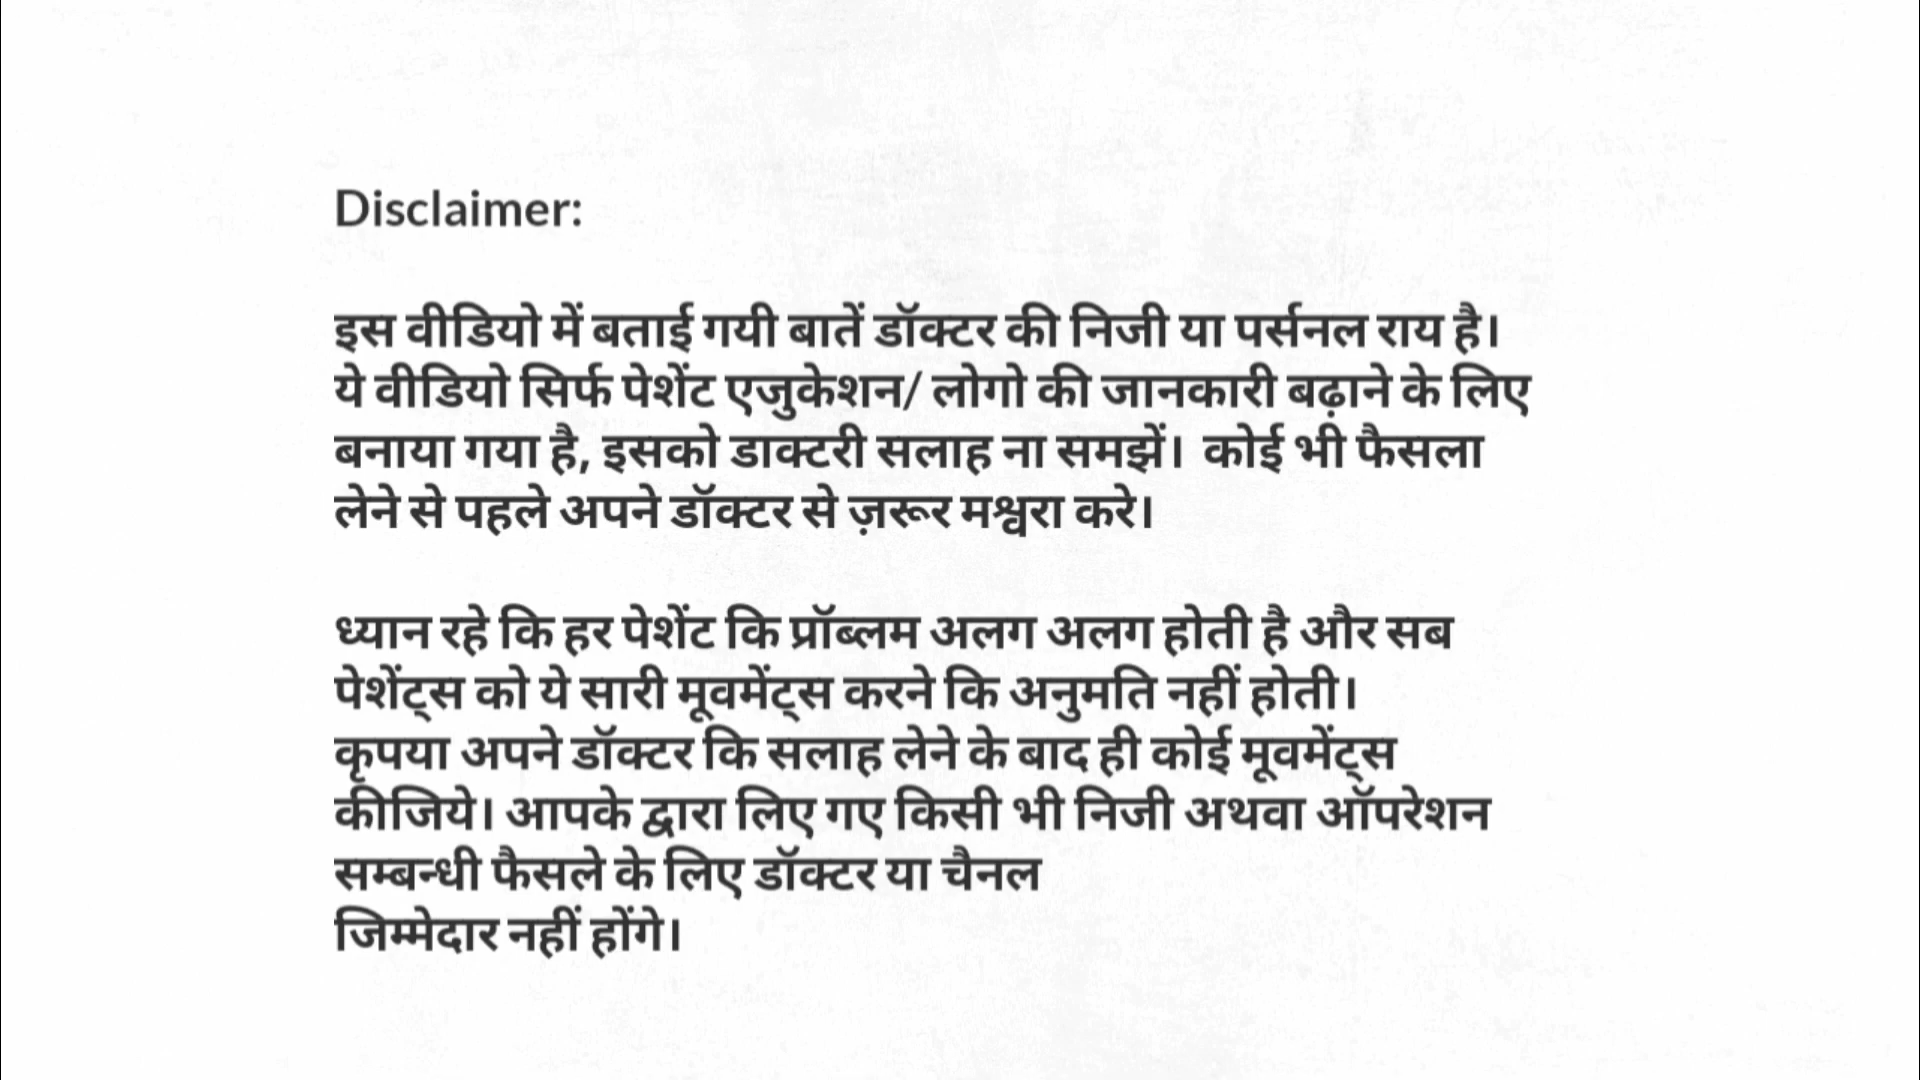 Disclaimer:
इस वीडियो में बताई गयी बातें डॉक्टर की निजी या पर्सनल राय है।
ये वीडियो सिर्फ पेशेंट एजुकेशन/ लोगो की जानकारी बढ़ाने के लिए
बनाया गया है, इसको डाक्टरी सलाह ना समझें। कोई भी फैसला
लेने से पहले अपने डॉक्टर से ज़रूर मश्वरा करे।
ध्यान रहे कि हर पेशेंट कि प्रॉब्लम अलग अलग होती है और सब
पेशेंट्स को ये सारी मूवमेंट्स करने कि अनुमति नहीं होती।
कृपया अपने डॉक्टर कि सलाह लेने के बाद ही कोई मूवमेंट्स
कीजिये। आपके द्वारा लिए गए किसी भी निजी अथवा ऑपरेशन
सम्बन्धी फैसले के लिए डॉक्टर या चैनल
जिम्मेदार नहीं होंगे।